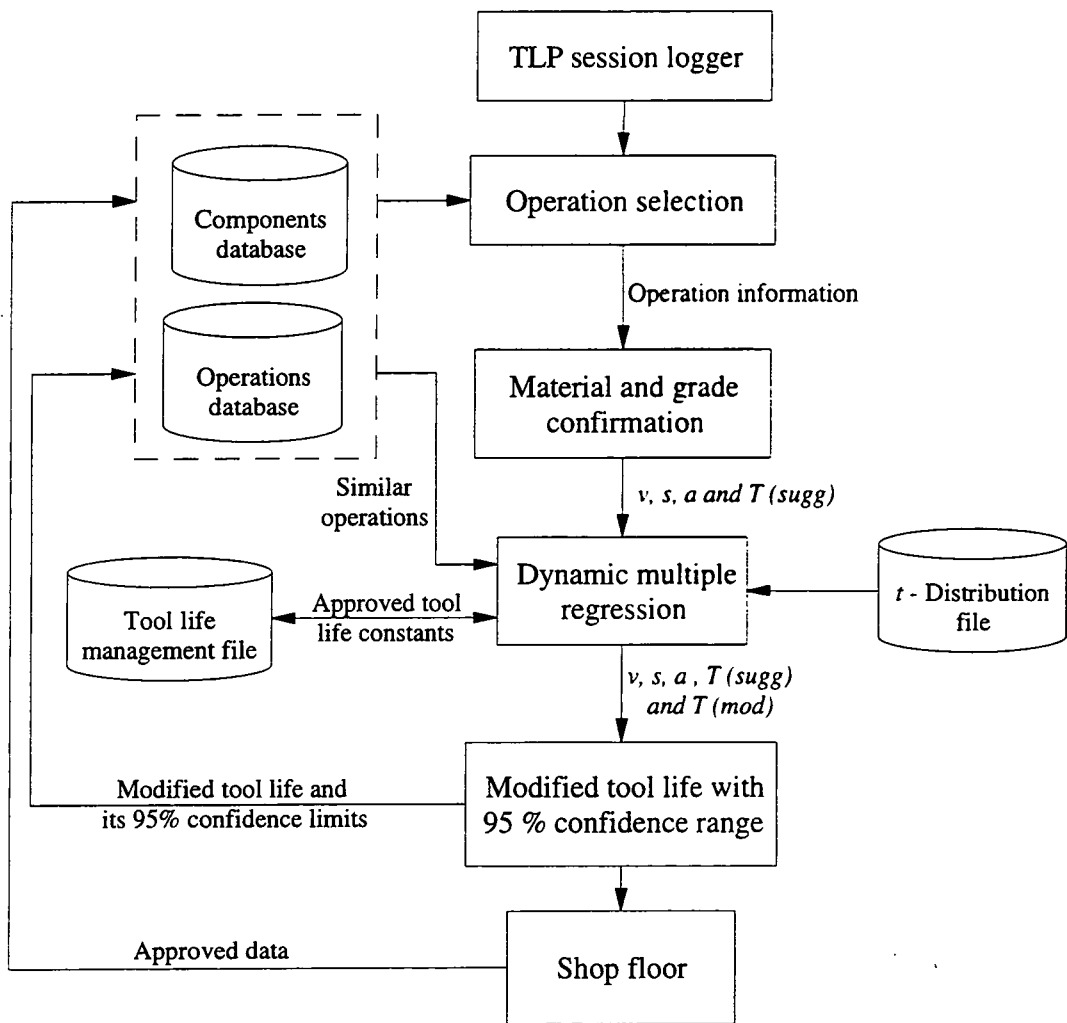 TLP session logger
Components
database
Operation selection
Operation information
Operations
database
Material and grade
confirmation
Similar
operations
v, s, a and T (sugg)
Tool life
management file
Approved tool
life constants
Dynamic multiple
regression
t - Distribution
file
v, s, a , T (sugg)
and T (mod)
Modified tool life and
its 95% confidence limits
Modified tool life with
95 % confidence range
Approved data
Shop floor